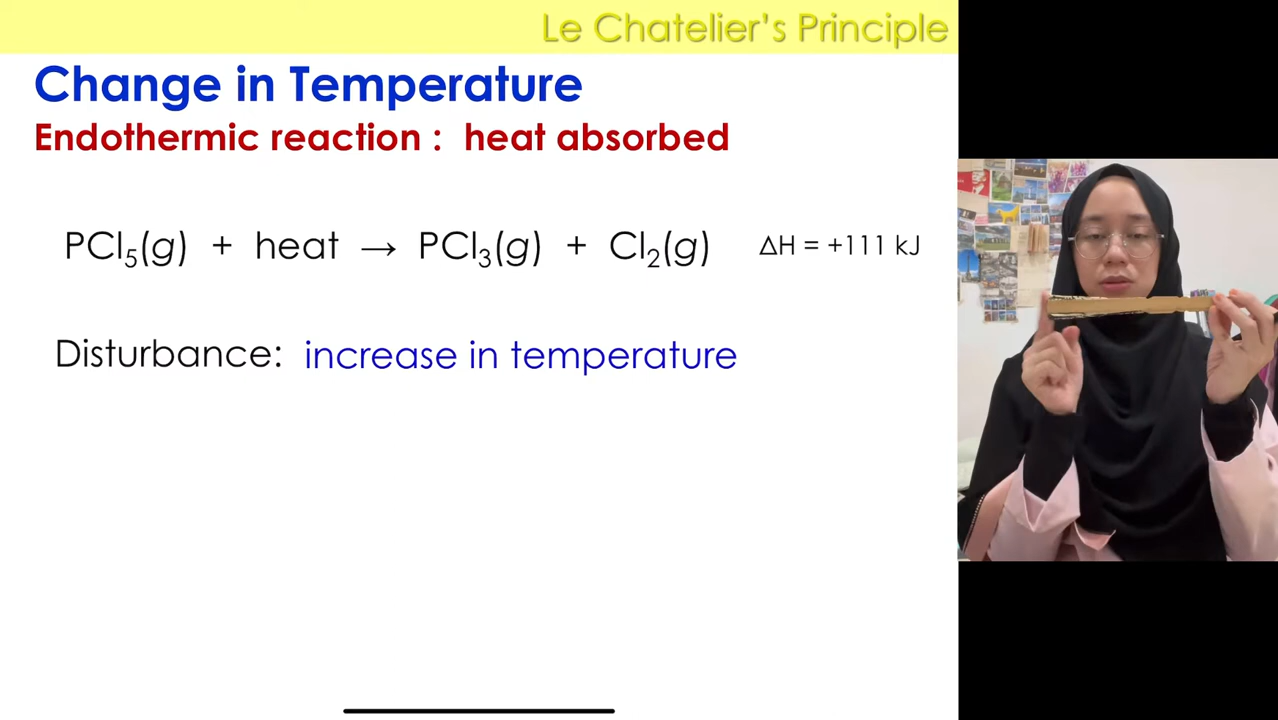 Le Chatelier’s Principle
Change in Temperature
Endothermic reaction : heat absorbed
PCl₅(g) + heat → PCl₃(g) + Cl₂(g) ΔH = +111 kJ
Disturbance: increase in temperature